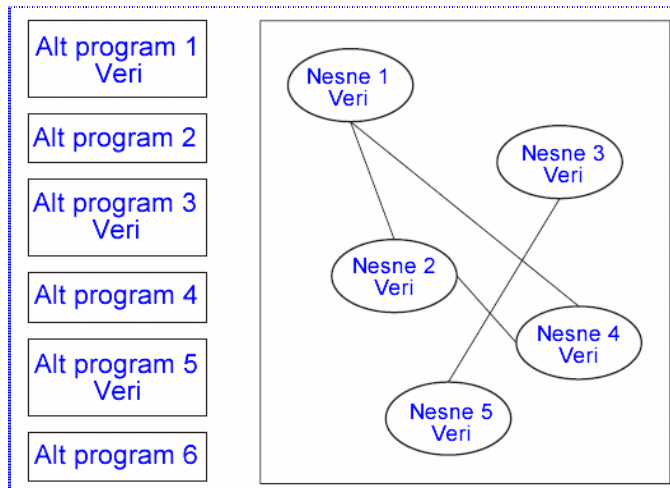 Alt program 1
Veri
Alt program 2
Alt program 3
Veri
Alt program 4
Alt program 5
Veri
Alt program 6
Nesne 1
Veri
Nesne 3
Veri
Nesne 2
Veri
Nesne 4
Veri
Nesne 5
Veri